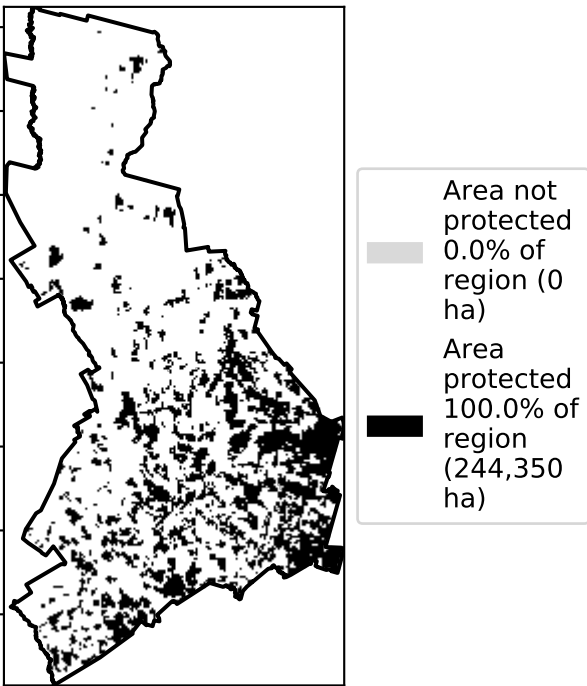 Area not
protected
0.0% of
region (0
ha)
Area
protected
100.0% of
region
(244,350
ha)